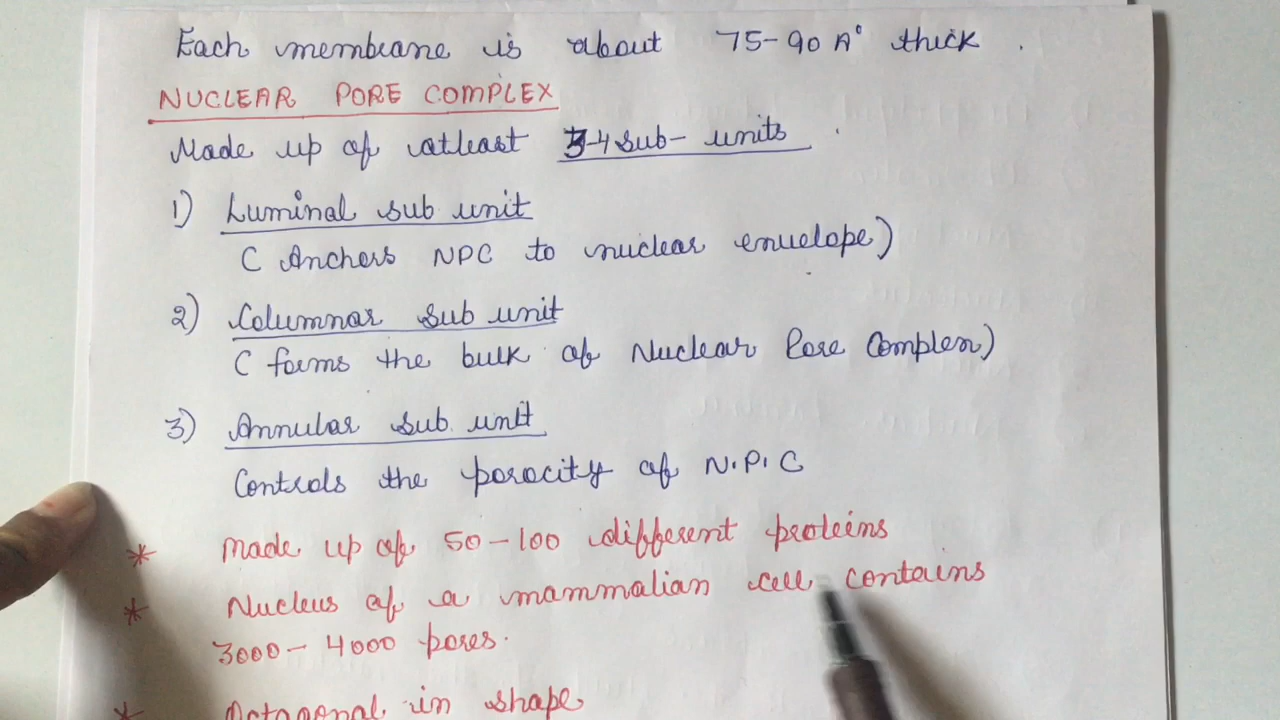 Each membrane is about 75-90 A° thick.
NUCLEAR PORE COMPLEX
Made up of atleast 3-4 sub-units.
1) Luminal sub unit
( Anchers NPC to nuclear envelope)
2) Columnar sub unit
( forms the bulk of Nuclear Pore Complex)
3) Annular sub unit
Controls the porocity of N.P.C
* Made up of 50-100 different proteins
* Nucleus of a mammalian cell contains
3000-4000 pores.
* Octagonal in shape